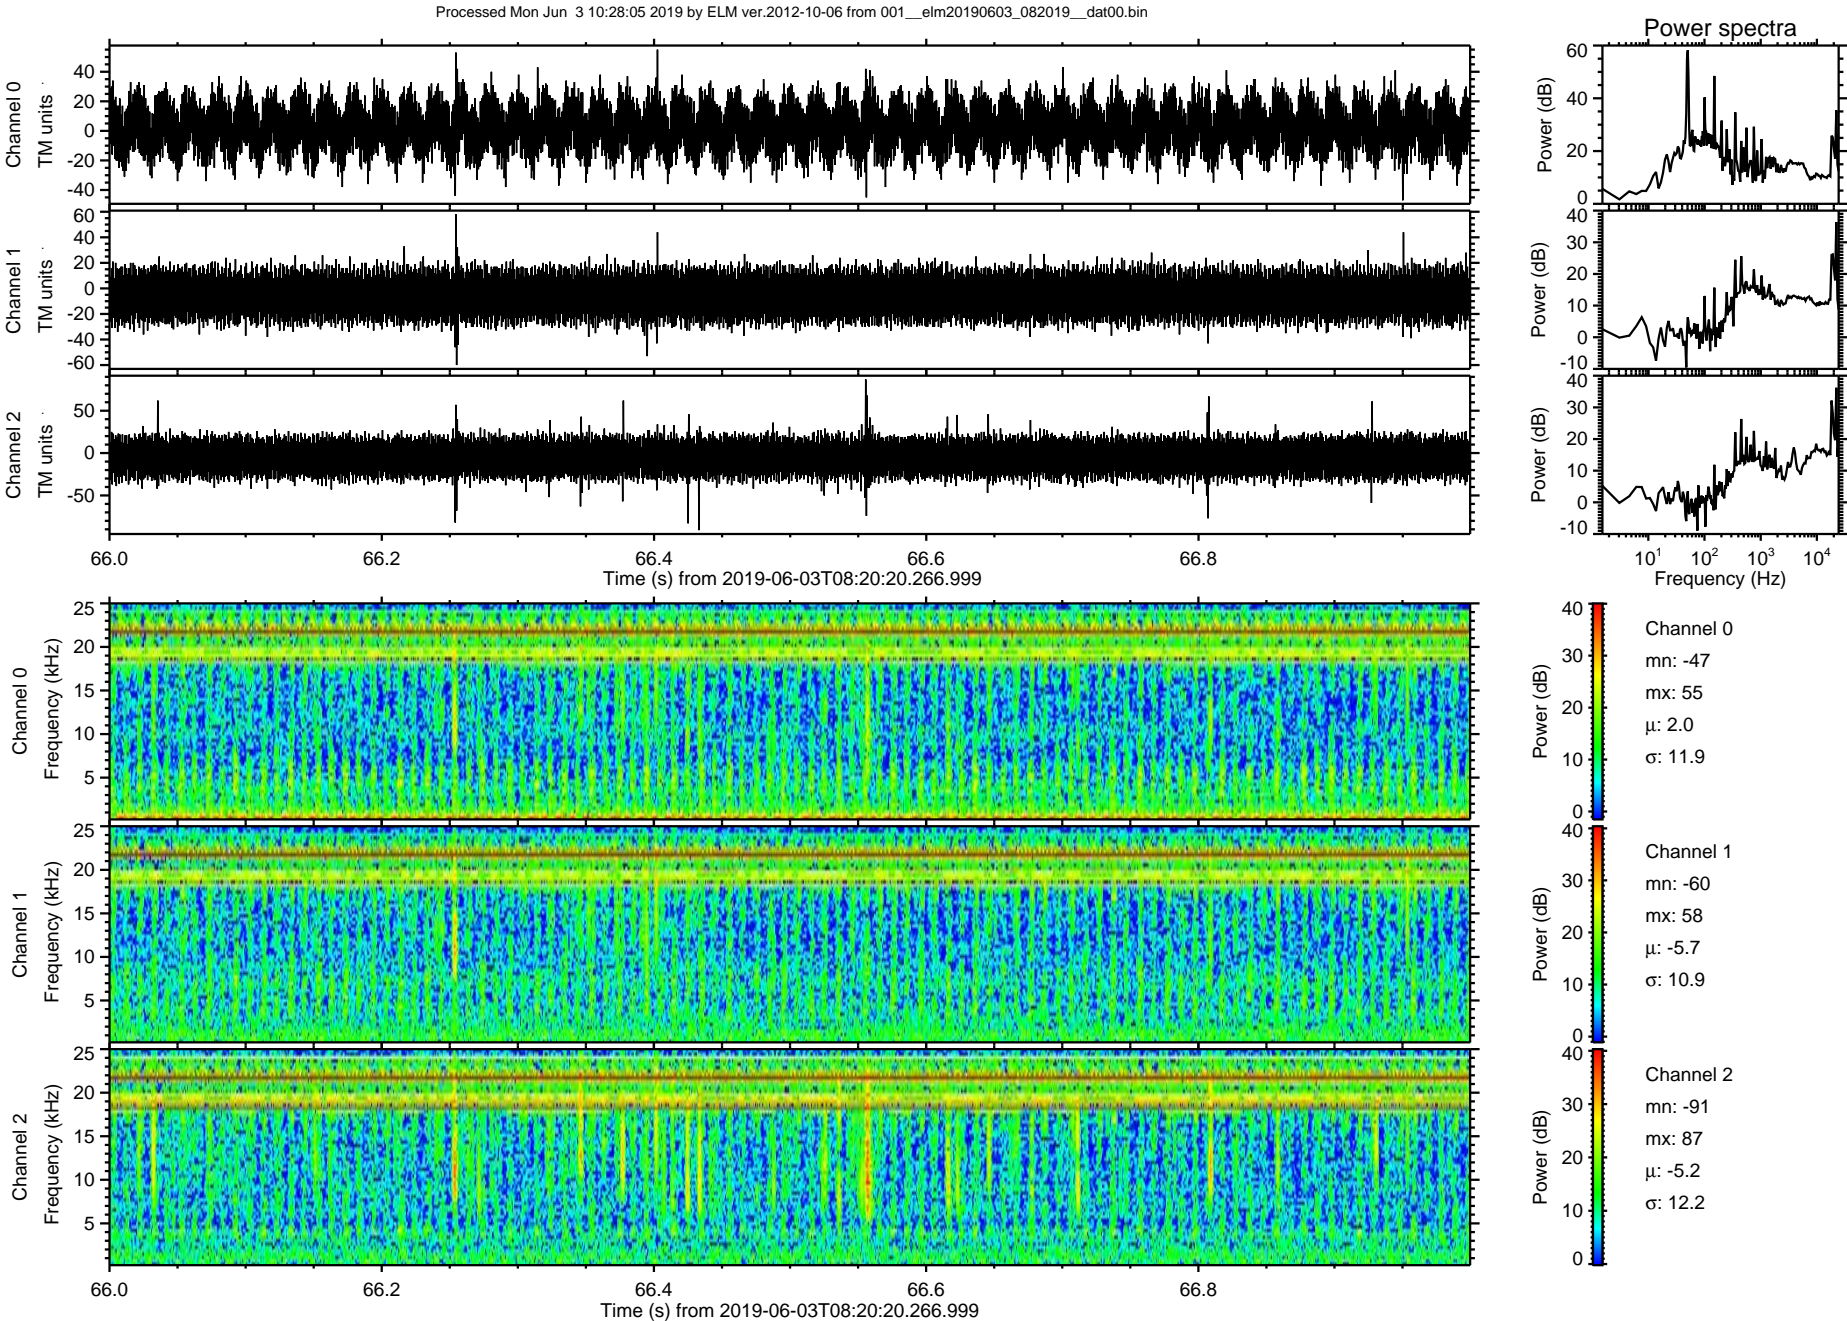 Processed Mon Jun  3 10:28:05 2019 by ELM ver.2012-10-06 from 001__elm20190603_082019__dat00.bin
Power spectra
Channel 0
TM units
40
20
0
-20
-40
Power (dB)
60
40
20
0
Channel 1
TM units
60
40
20
0
-20
-40
-60
Power (dB)
40
30
20
10
0
-10
Channel 2
TM units
50
0
-50
Power (dB)
40
30
20
10
0
-10
66.0 66.2 66.4 66.6 66.8
Time (s) from 2019-06-03T08:20:20.266.999
10^1 10^2 10^3 10^4
Frequency (Hz)
Channel 0
Frequency (kHz)
25
20
15
10
5
Power (dB)
40
30
20
10
0
Channel 0
mn: -47
mx: 55
μ: 2.0
σ: 11.9
Channel 1
Frequency (kHz)
25
20
15
10
5
Power (dB)
40
30
20
10
0
Channel 1
mn: -60
mx: 58
μ: -5.7
σ: 10.9
Channel 2
Frequency (kHz)
25
20
15
10
5
Power (dB)
40
30
20
10
0
Channel 2
mn: -91
mx: 87
μ: -5.2
σ: 12.2
66.0 66.2 66.4 66.6 66.8
Time (s) from 2019-06-03T08:20:20.266.999